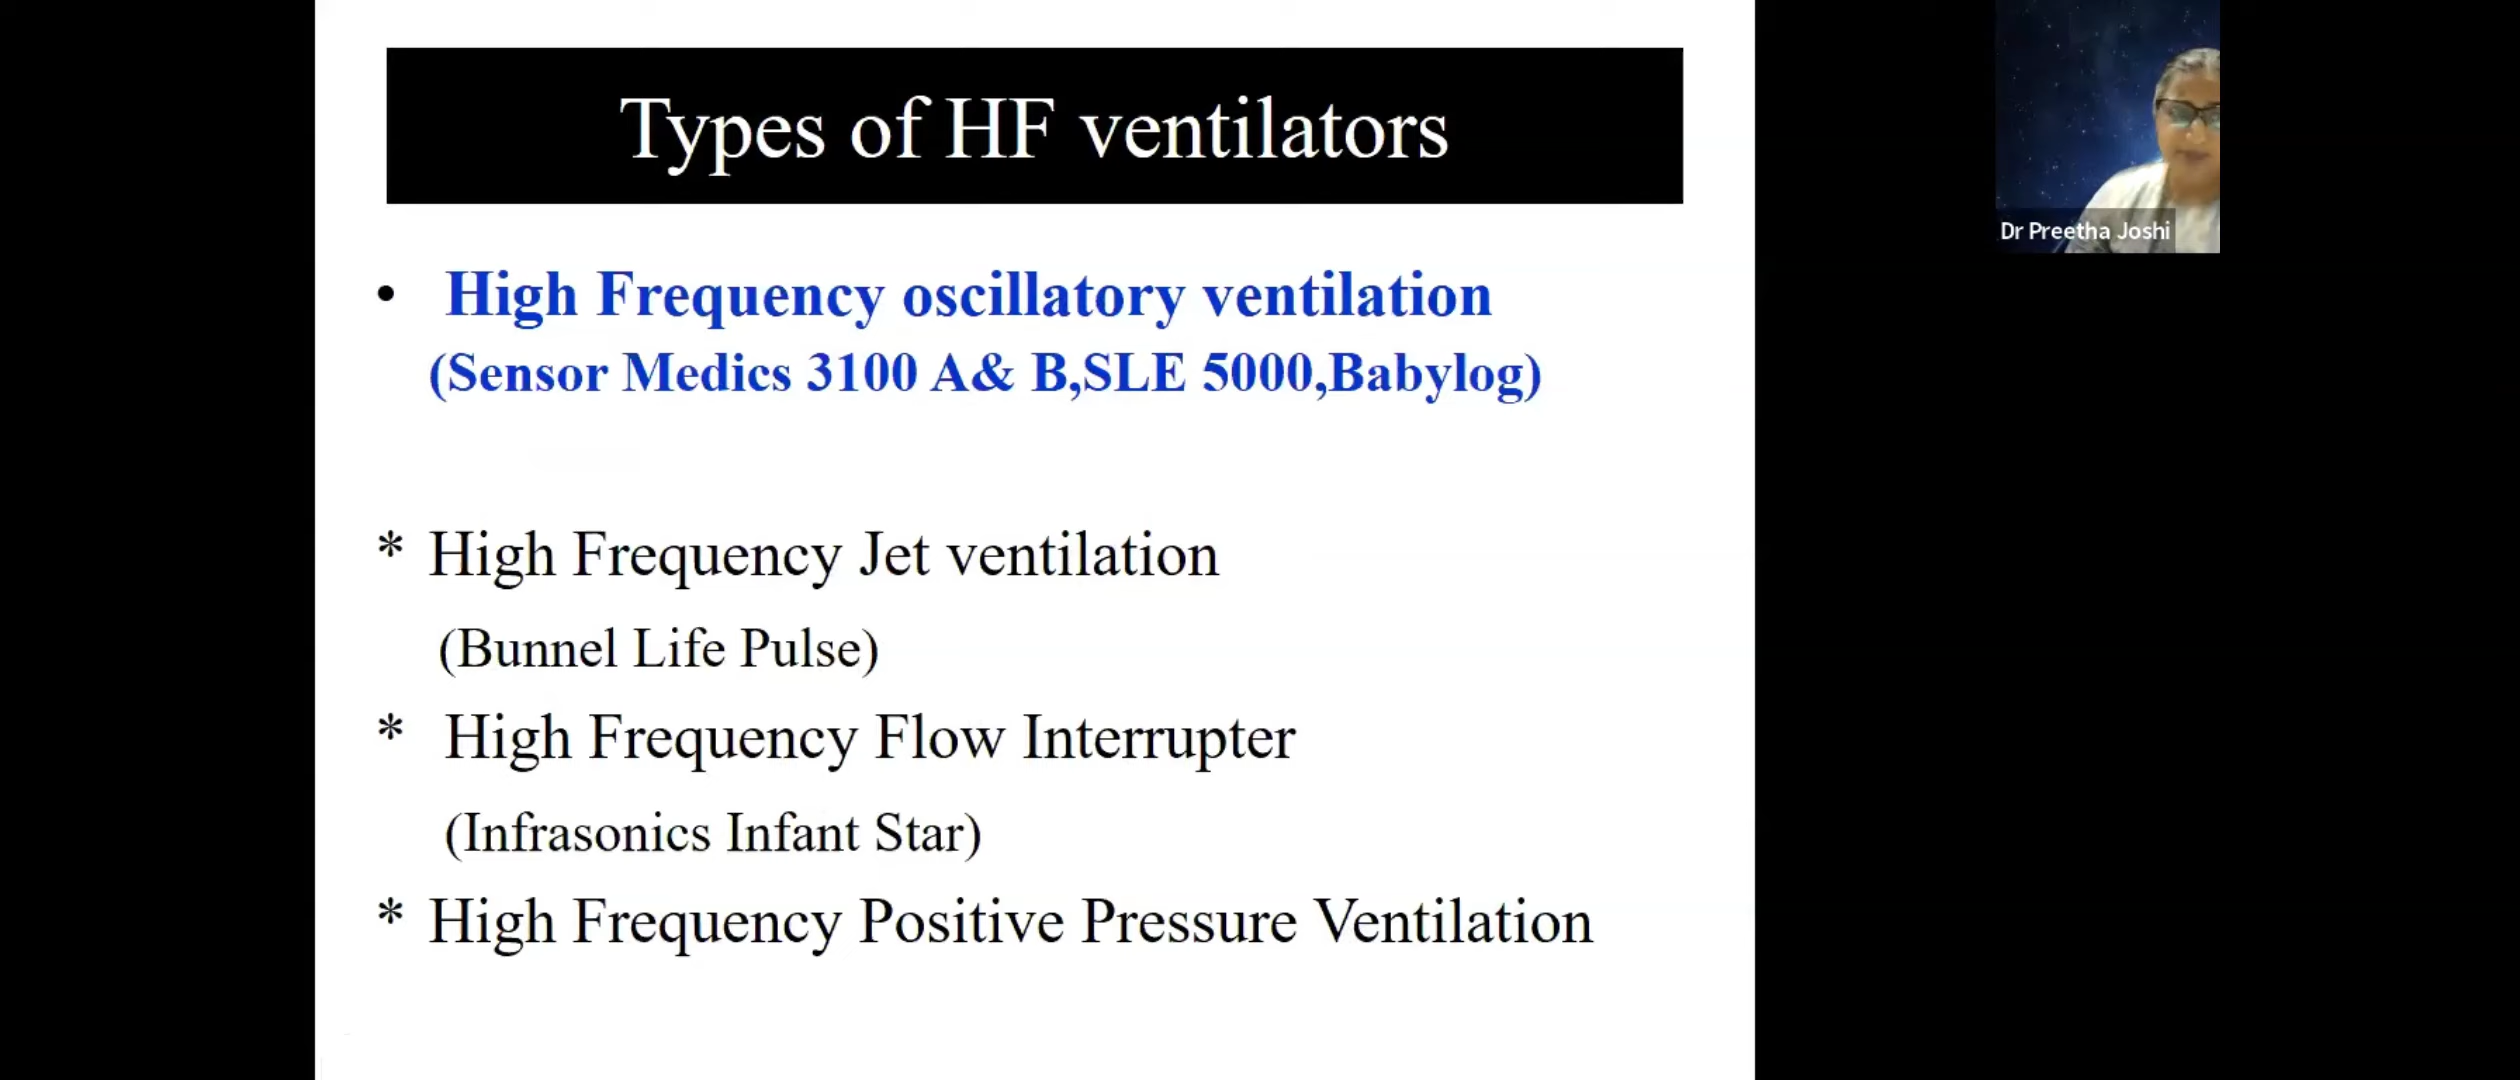 Types of HF ventilators
Dr Preetha Joshi
• High Frequency oscillatory ventilation
(Sensor Medics 3100 A& B,SLE 5000,Babylog)
* High Frequency Jet ventilation
(Bunnel Life Pulse)
* High Frequency Flow Interrupter
(Infrasonics Infant Star)
* High Frequency Positive Pressure Ventilation